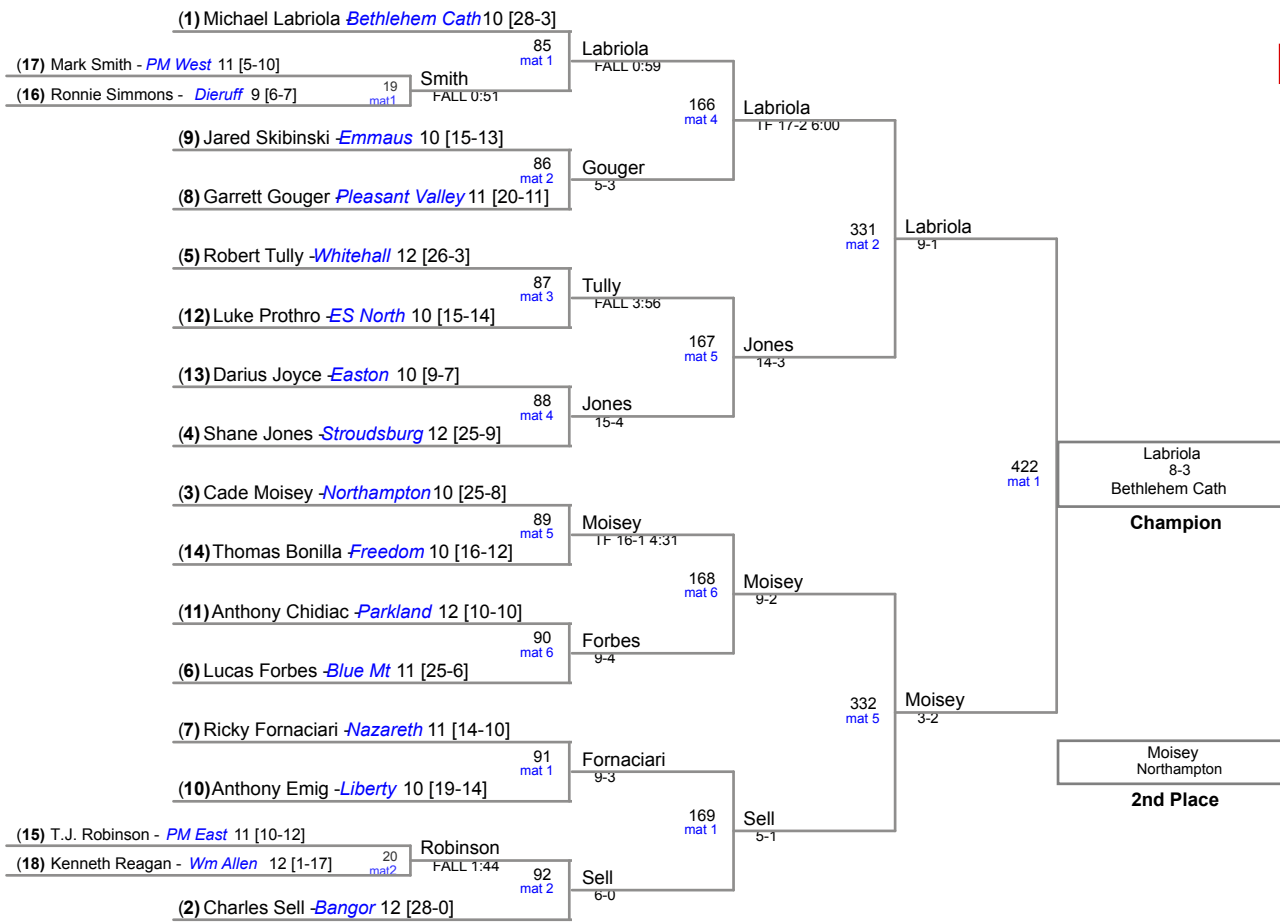 (1) Michael Labriola -Bethlehem Cath 10 [28-3]
85
mat 1
Labriola
FALL 0:59
(17) Mark Smith - PM West 11 [5-10]
19
mat1
Smith
FALL 0:51
(16) Ronnie Simmons - Dieruff 9 [6-7]
166
mat 4
Labriola
TF 17-2 6:00
(9) Jared Skibinski -Emmaus 10 [15-13]
86
mat 2
Gouger
5-3
(8) Garrett Gouger -Pleasant Valley 11 [20-11]
331
mat 2
Labriola
9-1
(5) Robert Tully -Whitehall 12 [26-3]
87
mat 3
Tully
FALL 3:56
(12) Luke Prothro -ES North 10 [15-14]
167
mat 5
Jones
14-3
(13) Darius Joyce -Easton 10 [9-7]
88
mat 4
Jones
15-4
(4) Shane Jones -Stroudsburg 12 [25-9]
422
mat 1
Labriola
8-3
Bethlehem Cath
Champion
(3) Cade Moisey -Northampton 10 [25-8]
89
mat 5
Moisey
TF 16-1 4:31
(14) Thomas Bonilla -Freedom 10 [16-12]
168
mat 6
Moisey
9-2
(11) Anthony Chidiac -Parkland 12 [10-10]
90
mat 6
Forbes
9-4
(6) Lucas Forbes -Blue Mt 11 [25-6]
332
mat 5
Moisey
3-2
(7) Ricky Fornaciari -Nazareth 11 [14-10]
91
mat 1
Fornaciari
9-3
(10) Anthony Emig -Liberty 10 [19-14]
Moisey
Northampton
2nd Place
169
mat 1
Sell
5-1
(15) T.J. Robinson - PM East 11 [10-12]
20
mat2
Robinson
FALL 1:44
(18) Kenneth Reagan - Wm Allen 12 [1-17]
92
mat 2
Sell
6-0
(2) Charles Sell -Bangor 12 [28-0]